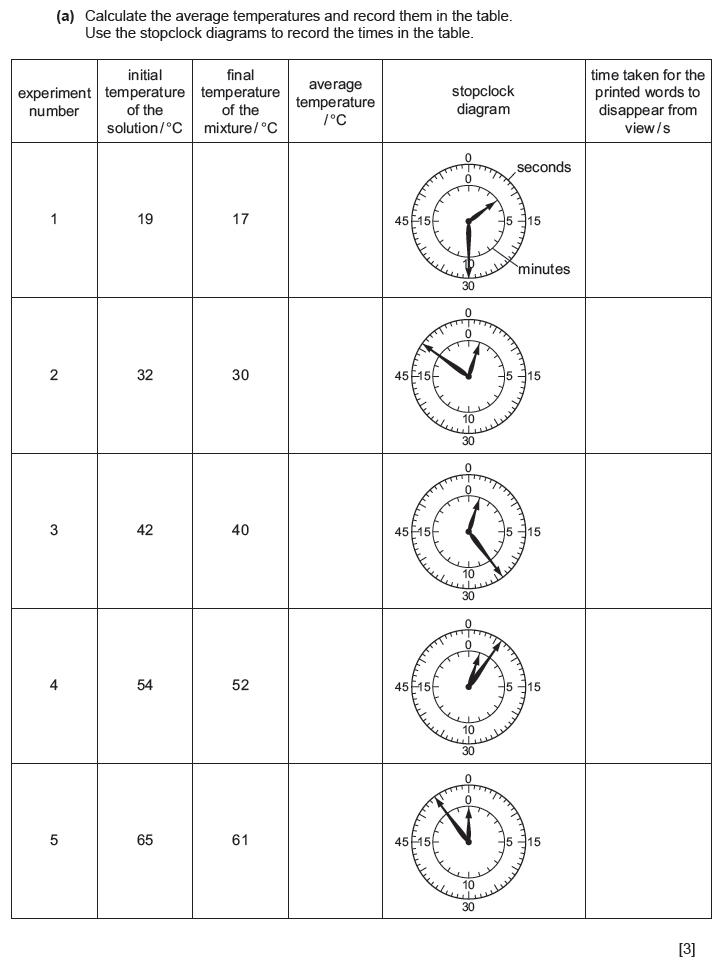 (a) Calculate the average temperatures and record them in the table.
Use the stopclock diagrams to record the times in the table.
experiment
number
initial
temperature
of the
solution / °C
final
temperature
of the
mixture / °C
average
temperature
/ °C
stopclock
diagram
time taken for the
printed words to
disappear from
view / s
1
19
17
0
0
seconds
45
15
5
15
10
minutes
30
2
32
30
0
0
45
15
5
15
10
30
3
42
40
0
0
45
15
5
15
10
30
4
54
52
0
0
45
15
5
15
10
30
5
65
61
0
0
45
15
5
15
10
30
[3]